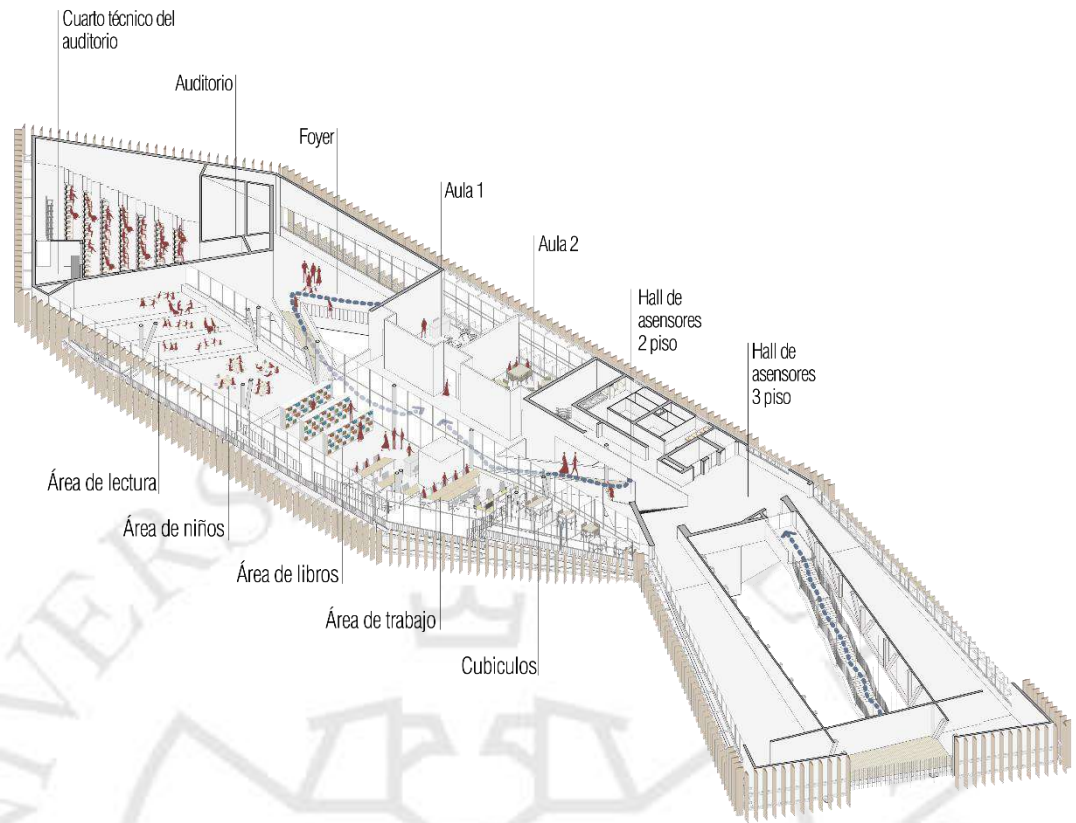 Cuarto técnico del
auditorio
Auditorio
Foyer
Aula 1
Aula 2
Hall de
asensores
2 piso
Hall de
asensores
3 piso
Área de lectura
Área de niños
Área de libros
Área de trabajo
Cubiculos
UNIVERS